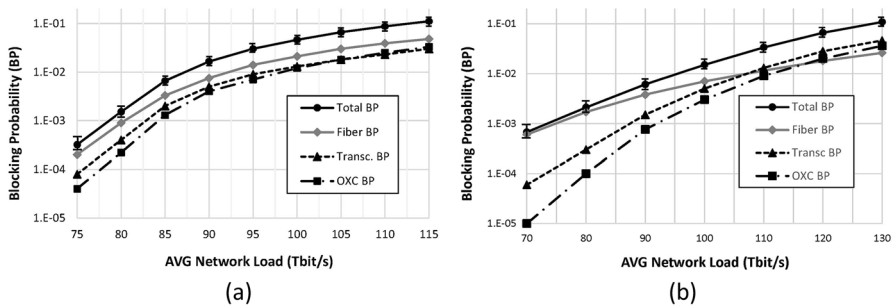 Blocking Probability (BP)
1.E-01
1.E-02
1.E-03
1.E-04
1.E-05
Total BP
Fiber BP
Transc. BP
OXC BP
75 80 85 90 95 100 105 110 115
AVG Network Load (Tbit/s)
(a)
Blocking Probability (BP)
1.E-01
1.E-02
1.E-03
1.E-04
1.E-05
Total BP
Fiber BP
Transc BP
OXC BP
70 80 90 100 110 120 130
AVG Network Load (Tbit/s)
(b)